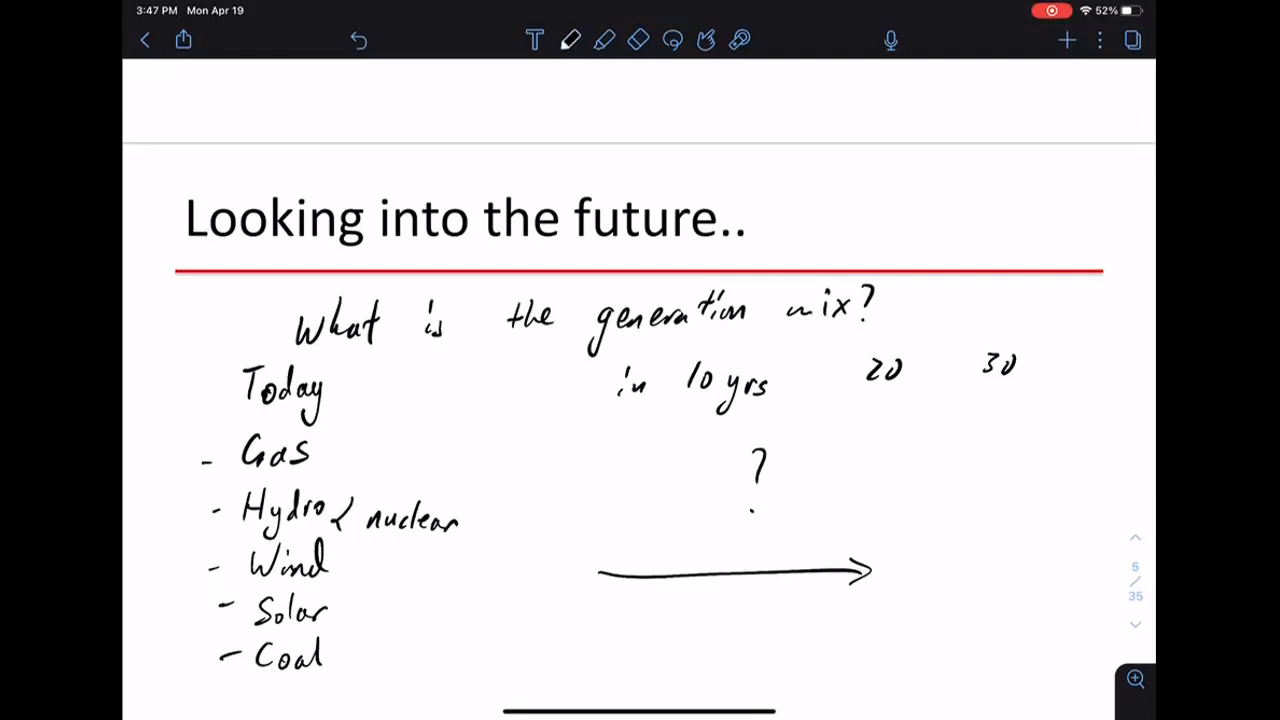 3:47 PM Mon Apr 19
52%
T
Looking into the future..
What is the generation mix?
Today in 10 yrs 20 30
- Gas ?
- Hydro & nuclear
- Wind
- Solar
- Coal
5
/
35